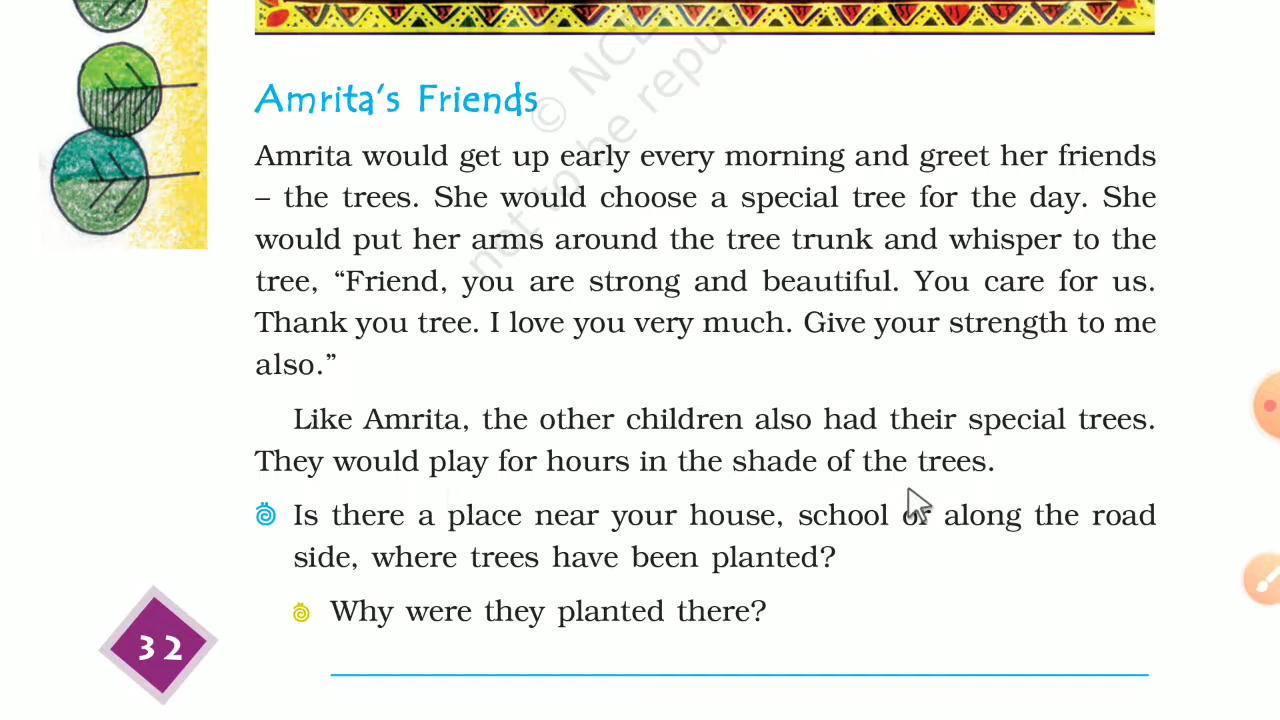 © NCE
not to be repu
Amrita's Friends
Amrita would get up early every morning and greet her friends
– the trees. She would choose a special tree for the day. She
would put her arms around the tree trunk and whisper to the
tree, “Friend, you are strong and beautiful. You care for us.
Thank you tree. I love you very much. Give your strength to me
also.”
Like Amrita, the other children also had their special trees.
They would play for hours in the shade of the trees.
Is there a place near your house, school or along the road
side, where trees have been planted?
Why were they planted there?
32